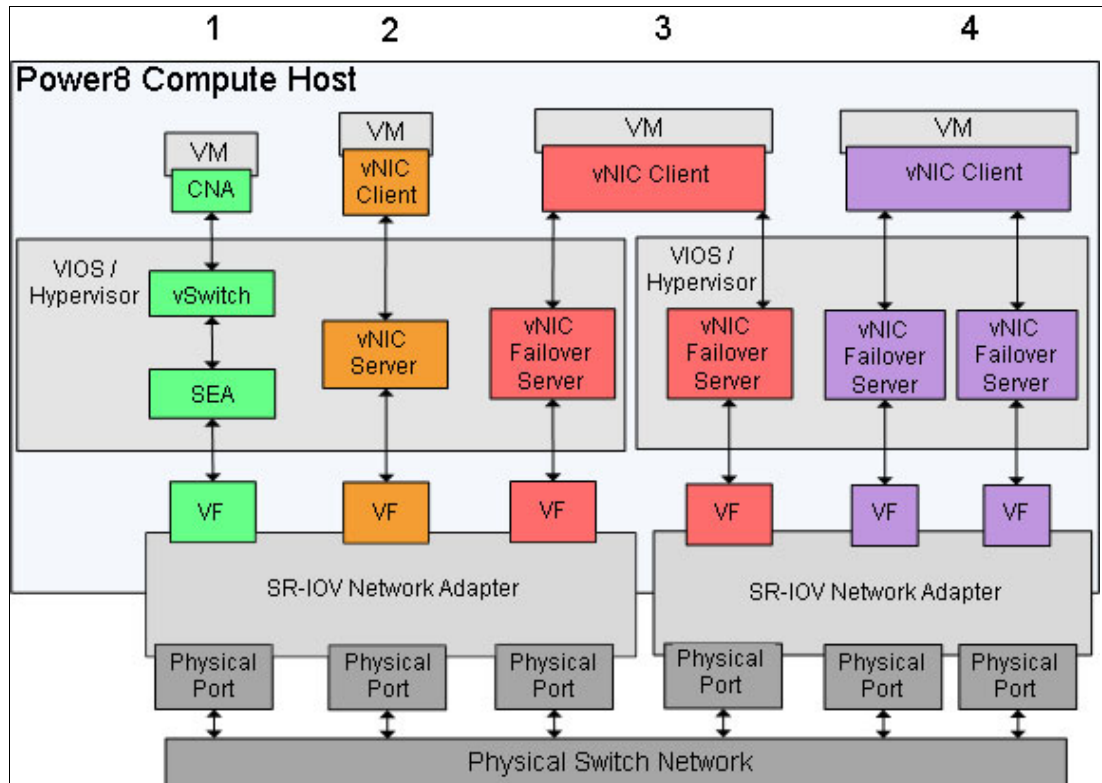 1 2 3 4
Power8 Compute Host
VM
CNA
VM
vNIC
Client
VM
vNIC Client
VM
vNIC Client
VIOS /
Hypervisor
vSwitch
SEA
vNIC
Server
vNIC
Failover
Server
VIOS /
Hypervisor
vNIC
Failover
Server
vNIC
Failover
Server
vNIC
Failover
Server
VF
VF
VF
VF
VF
VF
SR-IOV Network Adapter
SR-IOV Network Adapter
Physical
Port
Physical
Port
Physical
Port
Physical
Port
Physical
Port
Physical
Port
Physical Switch Network